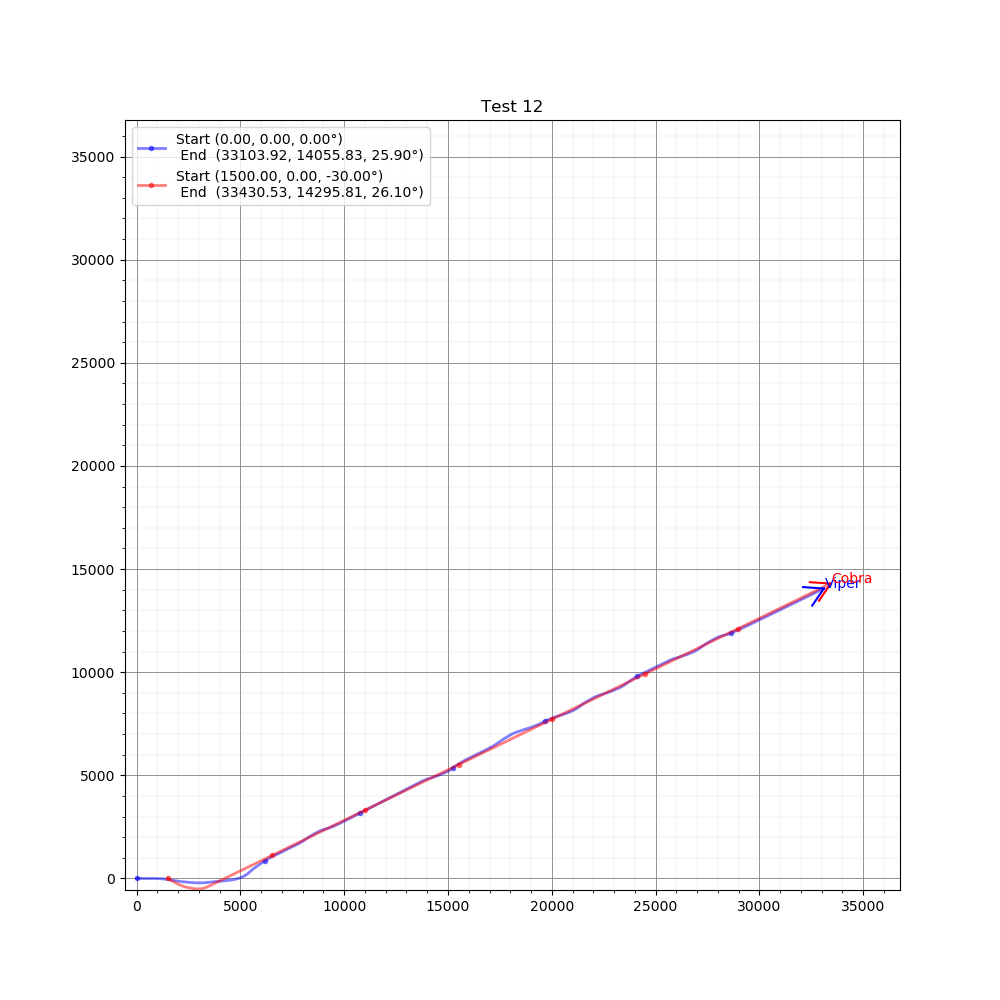 Test 12
Start (0.00, 0.00, 0.00°)
End (33103.92, 14055.83, 25.90°)
Start (1500.00, 0.00, -30.00°)
End (33430.53, 14295.81, 26.10°)
35000
30000
25000
20000
15000
10000
5000
0
Cobra
Viper
0
5000
10000
15000
20000
25000
30000
35000